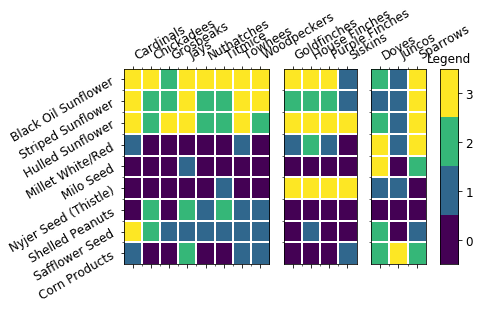 Cardinals
Chickadees
Grosbeaks
Jays
Nuthatches
Titmice
Towhees
Woodpeckers
Goldfinches
House Finches
Purple Finches
Siskins
Doves
Juncos
Sparrows
Legend
Black Oil Sunflower
Striped Sunflower
Hulled Sunflower
Millet White/Red
Milo Seed
Nyjer Seed (Thistle)
Shelled Peanuts
Safflower Seed
Corn Products
3
2
1
0